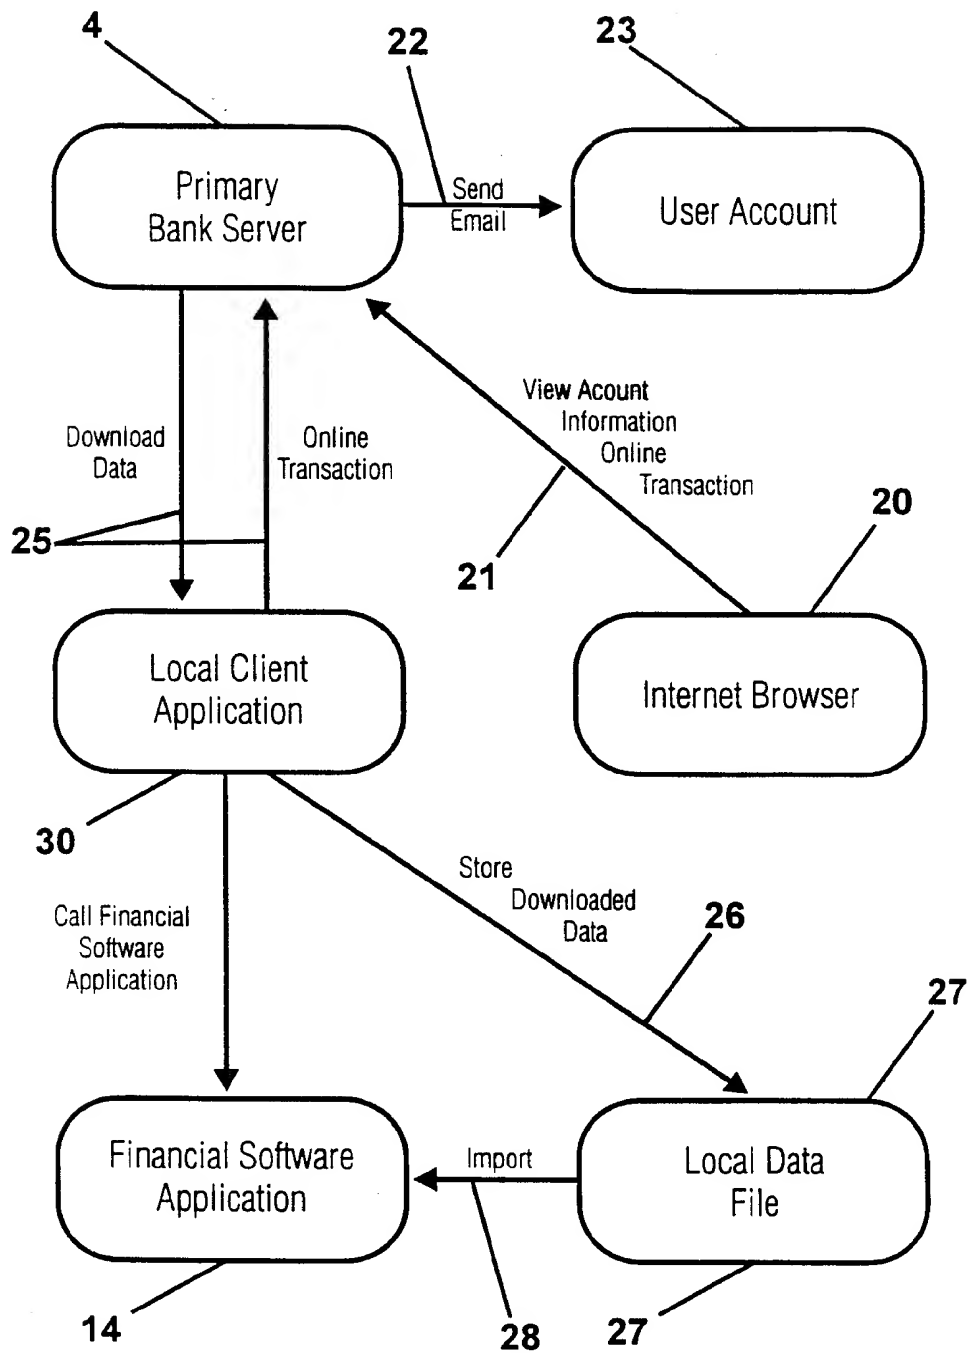 4
22
23
Primary
Bank Server
Send
Email
User Account
Download
Data
Online
Transaction
View Acount
Information
Online
Transaction
25
21
20
Local Client
Application
Internet Browser
30
Call Financial
Software
Application
Store
Downloaded
Data
26
27
Financial Software
Application
Import
Local Data
File
14
28
27